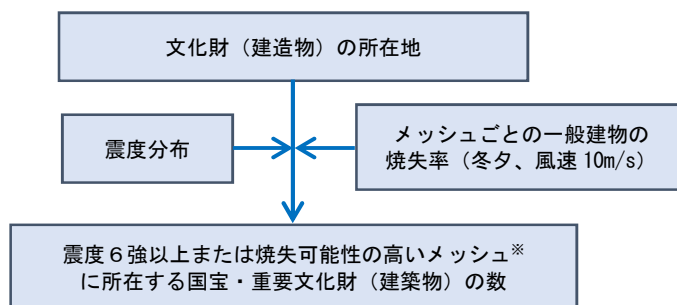 文化財（建造物）の所在地
震度分布
メッシュごとの一般建物の
焼失率（冬夕、風速 10m/s）
震度６強以上または焼失可能性の高いメッシュ※
に所在する国宝・重要文化財（建築物）の数